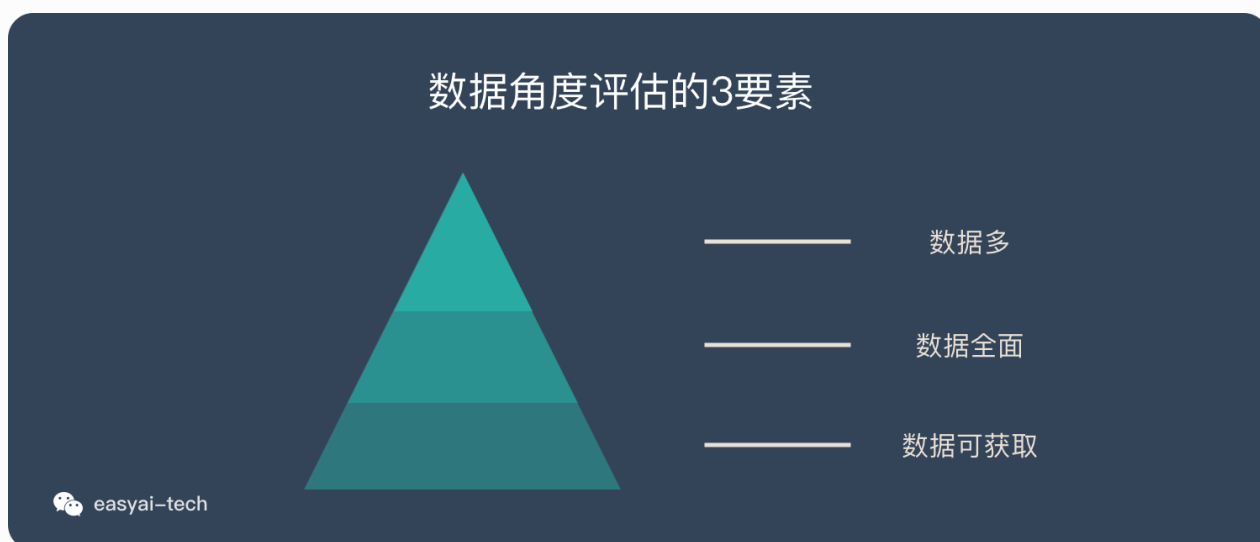 数据角度评估的3要素
数据多
数据全面
数据可获取
easyai-tech